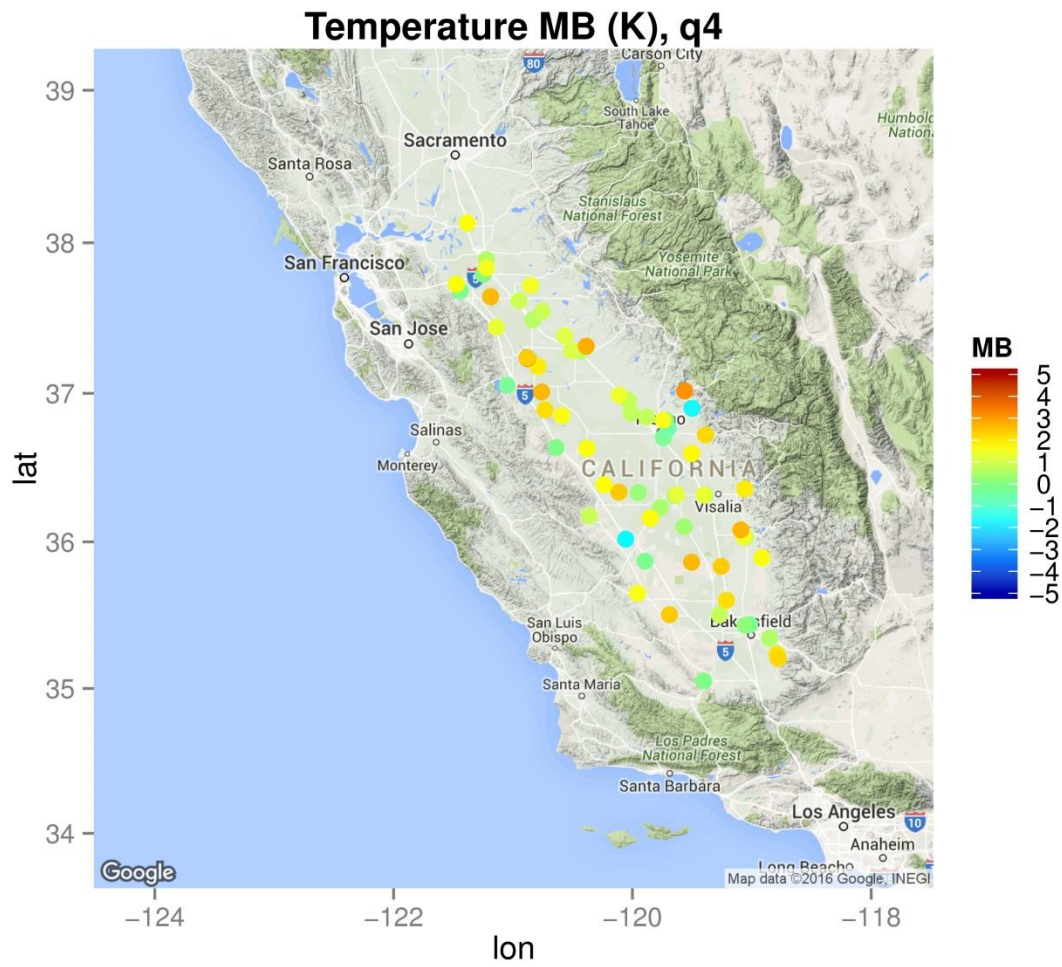 Temperature MB (K), q4
lat
39
38
37
36
35
34
80
Carson City
South Lake
Tahoe
Humbol
Nationa
Sacramento
Santa Rosa
Stanislaus
National Forest
Yosemite
National Park
San Francisco
5
San Jose
5
Salinas
Monterey
CALIFORNIA
Visalia
San Luis
Obispo
Bakersfield
5
Santa Maria
Los Padres
National Forest
Santa Barbara
Los Angeles
10
Anaheim
Long Beach
Google
Map data ©2016 Google, INEGI
−124
−122
−120
−118
lon
MB
5
4
3
2
1
0
−1
−2
−3
−4
−5